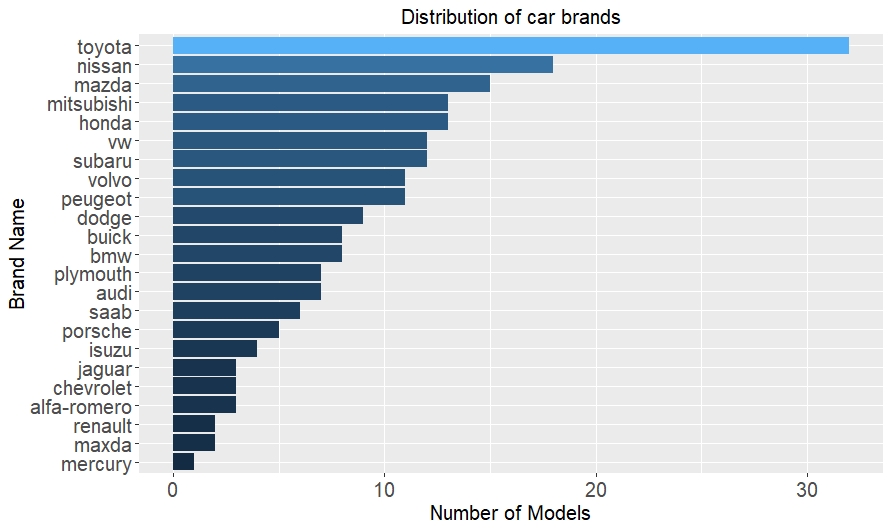 Distribution of car brands
Brand Name
toyota
nissan
mazda
mitsubishi
honda
vw
subaru
volvo
peugeot
dodge
buick
bmw
plymouth
audi
saab
porsche
isuzu
jaguar
chevrolet
alfa-romero
renault
maxda
mercury
0 10 20 30
Number of Models